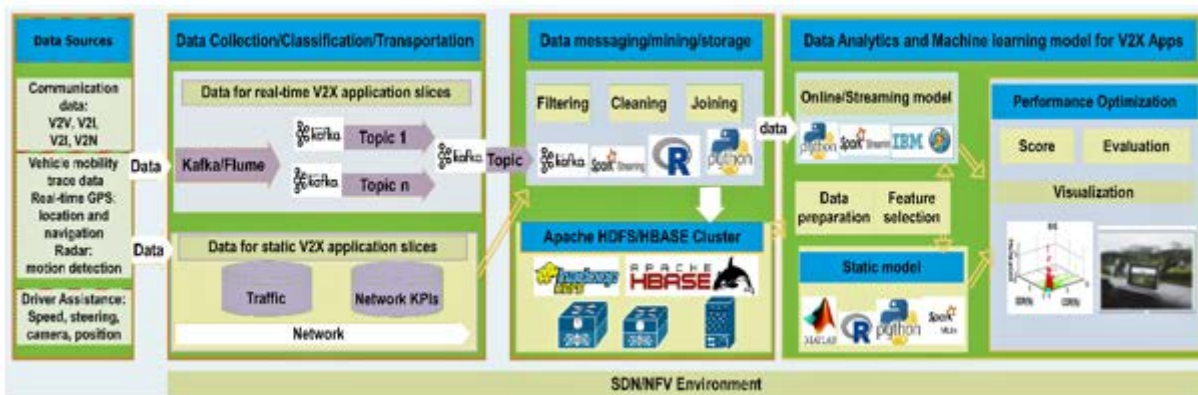 Data Sources
Communication
data:
V2V, V2I,
V2I, V2N
Vehicle mobility
trace data
Real-time GPS:
location and
navigation
Radar:
motion detection
Driver Assistance:
Speed, steering,
camera, position
Data
Data
Data Collection/Classification/Transportation
Data for real-time V2X application slices
Kafka/Flume
kafka
Topic 1
kafka
Topic n
kafka
Topic
Data for static V2X application slices
Traffic
Network KPIs
Network
Data messaging/mining/storage
Filtering
Cleaning
Joining
kafka
Spark Streaming
R
python
Apache HDFS/HBASE Cluster
hadoop
APACHE
HBASE
data
Data Analytics and Machine learning model for V2X Apps
Online/Streaming model
python
Spark Streaming
IBM
Data
preparation
Feature
selection
Static model
MATLAB
R
python
Spark
MLlib
Performance Optimization
Score
Evaluation
Visualization
SDN/NFV Environment